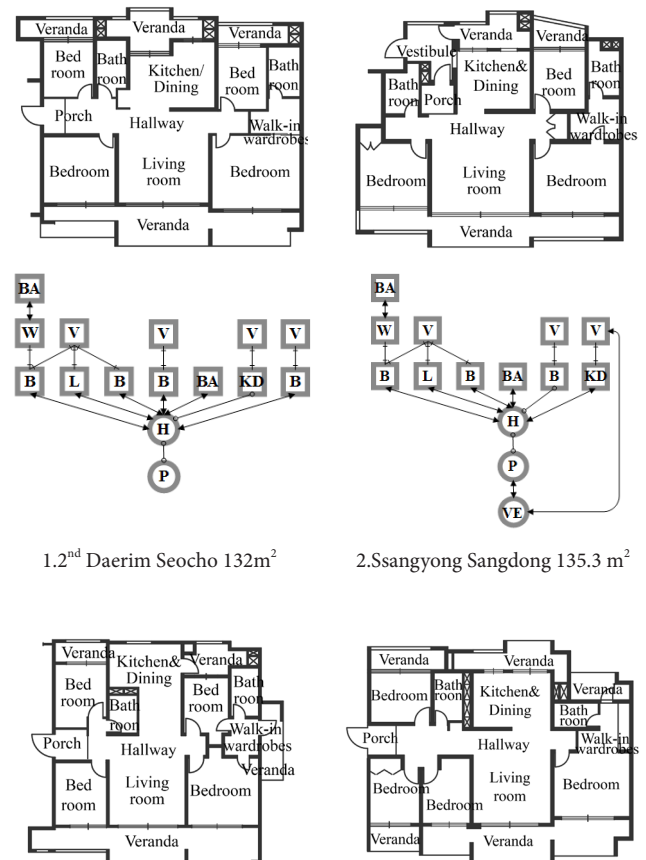 Veranda
Veranda
Veranda
Bed
room
Bath
room
Kitchen/
Dining
Bed
room
Bath
room
Porch
Hallway
Walk-in
wardrobes
Bedroom
Living
room
Bedroom
Veranda
Vestibule
Veranda
Veranda
Kitchen&
Dining
Bed
room
Bath
room
Bath
room
Porch
Hallway
Walk-in
wardrobes
Bedroom
Living
room
Bedroom
Veranda
BA
W V V V V
B L B B BA KD B
H
P
BA
W V V V
B L B BA B KD
H
P
VE
1.2nd Daerim Seocho 132m2
2.Ssangyong Sangdong 135.3 m2
Veranda
Kitchen&
Dining
Veranda
Bed
room
Bath
room
Bed
room
Bath
room
Porch
Hallway
Walk-in
wardrobes
Veranda
Bed
room
Living
room
Bedroom
Veranda
Veranda
Veranda
Veranda
Bedroom
Bath
room
Kitchen&
Dining
Bath
room
Porch
Hallway
Walk-in
wardrobes
Bedroom
Bedroom
Living
room
Bedroom
Veranda
Veranda